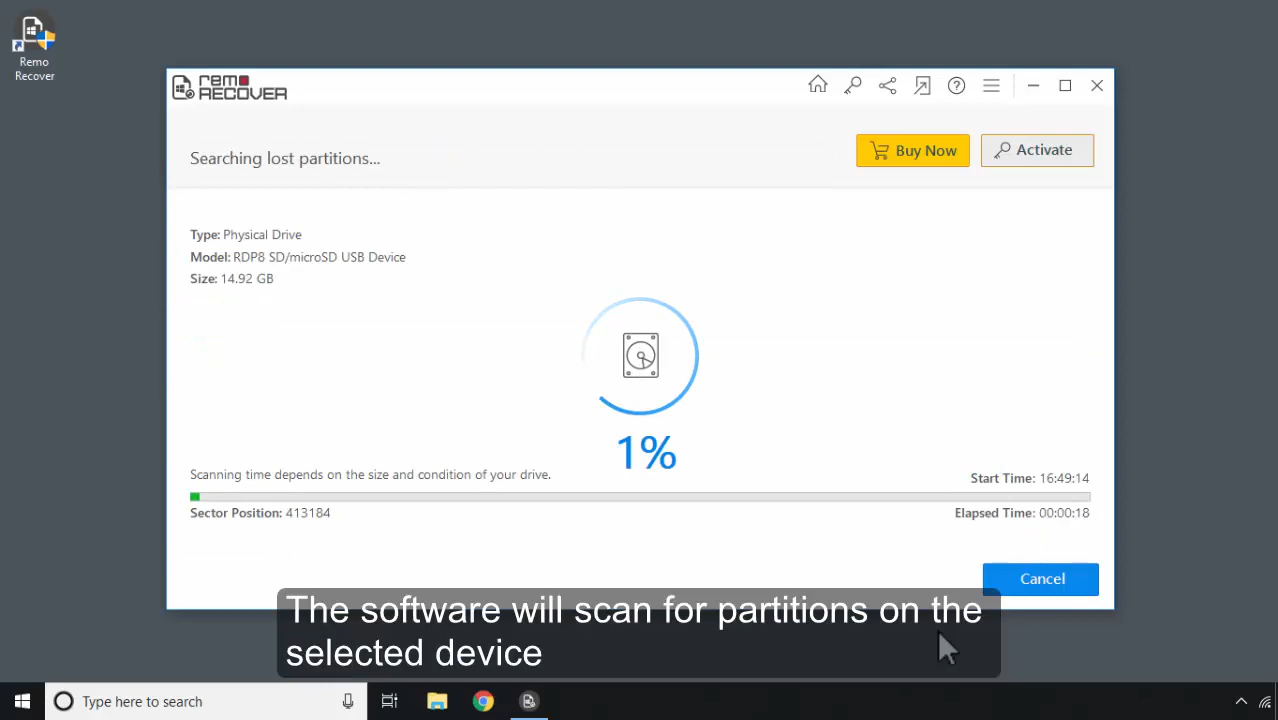 Remo
Recover
remo
RECOVER
Searching lost partitions...
Buy Now
Activate
Type: Physical Drive
Model: RDP8 SD/microSD USB Device
Size: 14.92 GB
1%
Scanning time depends on the size and condition of your drive.
Start Time: 16:49:14
Sector Position: 413184
Elapsed Time: 00:00:18
Cancel
The software will scan for partitions on the
selected device
Type here to search